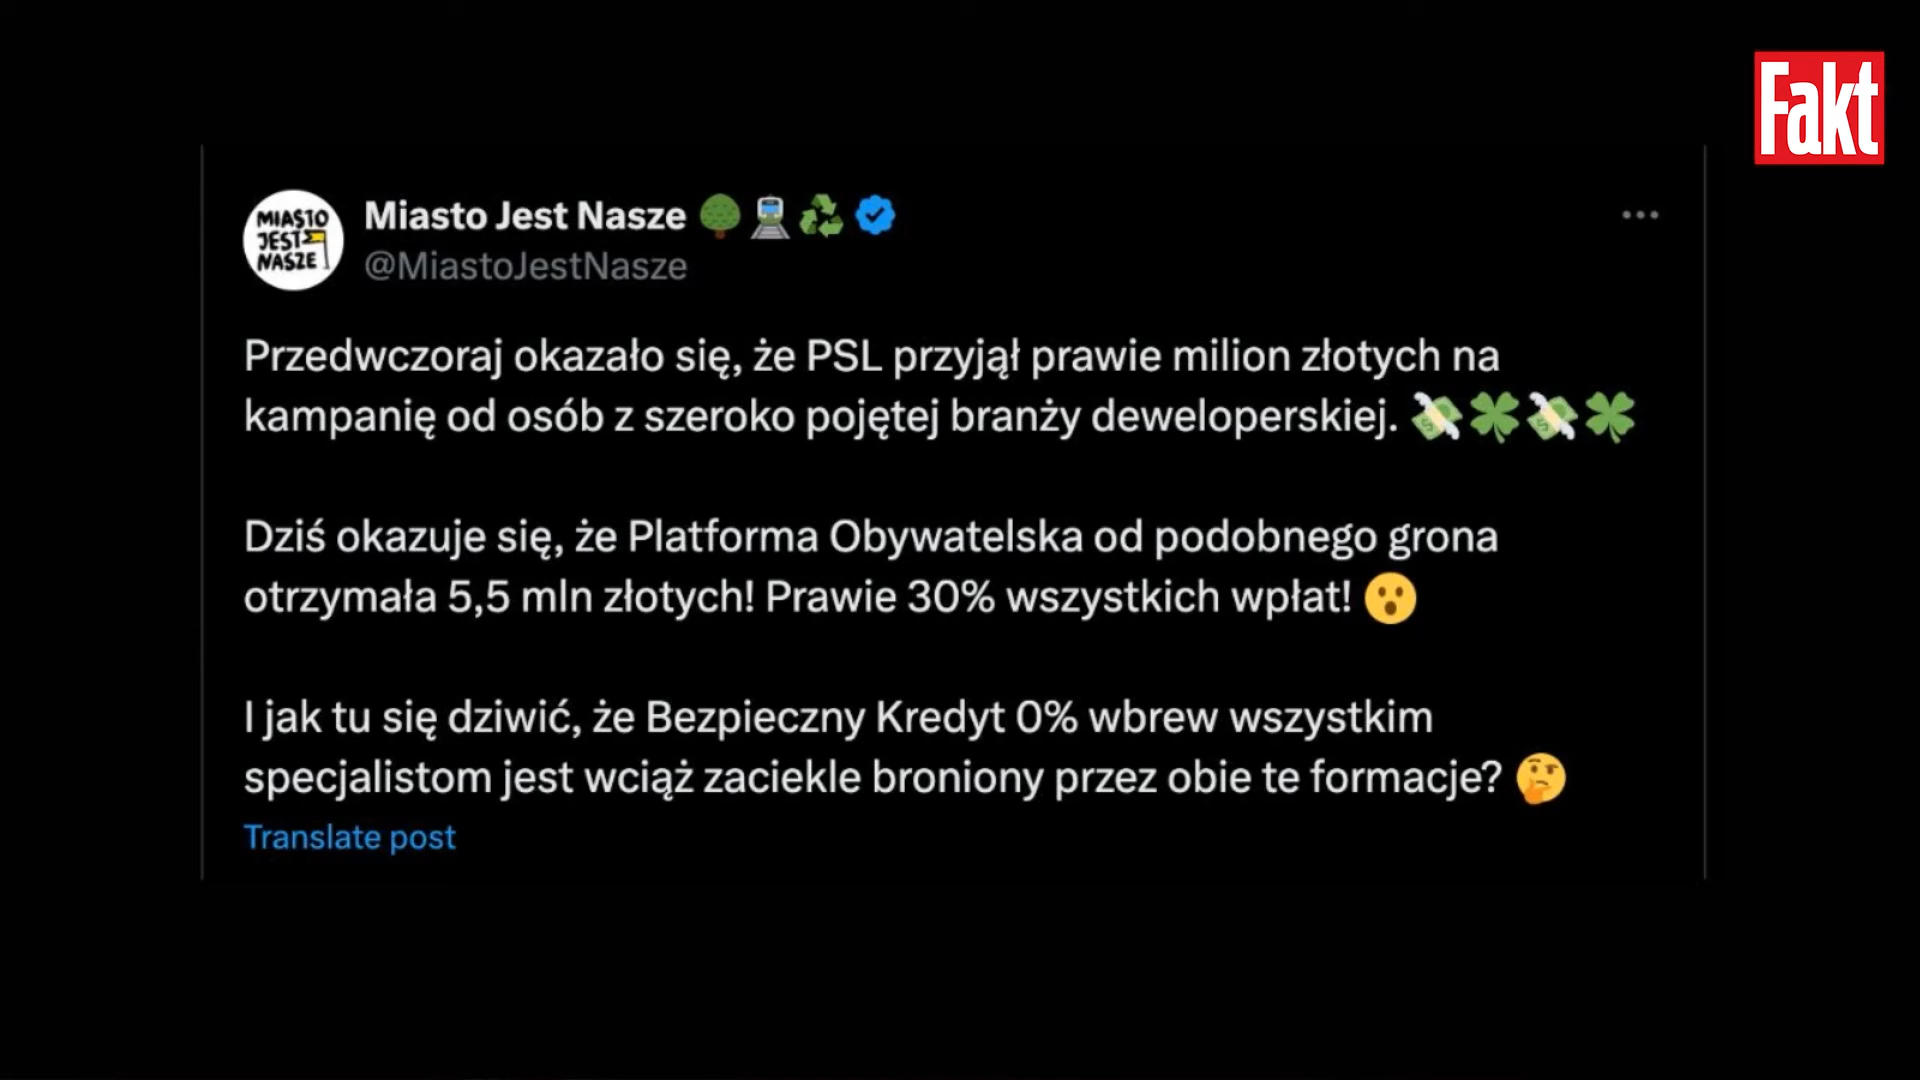 Fakt
MIASTO
JEST
NASZE
Miasto Jest Nasze
@MiastoJestNasze
Przedwczoraj okazało się, że PSL przyjął prawie milion złotych na
kampanię od osób z szeroko pojętej branży deweloperskiej. 💸🍀💸🍀
Dziś okazuje się, że Platforma Obywatelska od podobnego grona
otrzymała 5,5 mln złotych! Prawie 30% wszystkich wpłat! 😮
I jak tu się dziwić, że Bezpieczny Kredyt 0% wbrew wszystkim
specjalistom jest wciąż zaciekle broniony przez obie te formacje? 🤔
Translate post